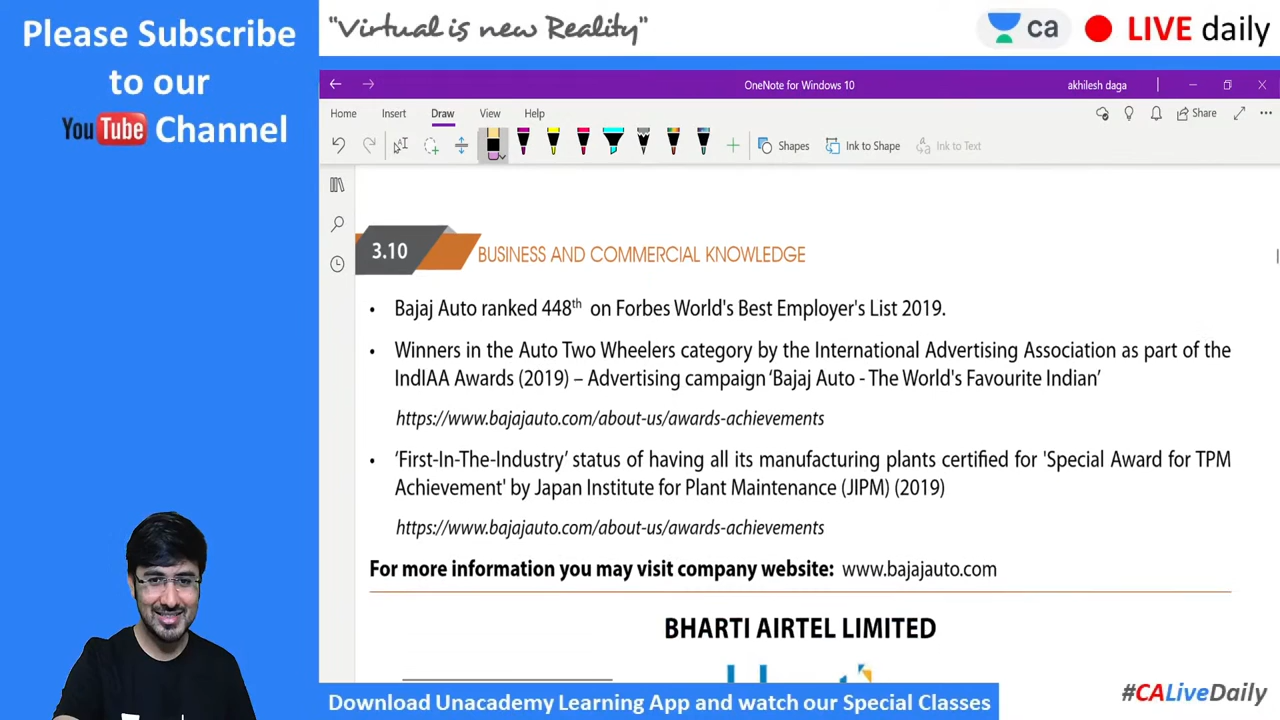 Please Subscribe
to our
YouTube Channel
"Virtual is new Reality"
ca
LIVE daily
OneNote for Windows 10
akhilesh daga
Home Insert Draw View Help
Share
Shapes Ink to Shape Ink to Text
3.10 BUSINESS AND COMMERCIAL KNOWLEDGE
• Bajaj Auto ranked 448th on Forbes World's Best Employer's List 2019.
• Winners in the Auto Two Wheelers category by the International Advertising Association as part of the
IndIAA Awards (2019) – Advertising campaign ‘Bajaj Auto - The World's Favourite Indian’
https://www.bajajauto.com/about-us/awards-achievements
• ‘First-In-The-Industry’ status of having all its manufacturing plants certified for 'Special Award for TPM
Achievement' by Japan Institute for Plant Maintenance (JIPM) (2019)
https://www.bajajauto.com/about-us/awards-achievements
For more information you may visit company website: www.bajajauto.com
BHARTI AIRTEL LIMITED
Download Unacademy Learning App and watch our Special Classes
#CALiveDaily